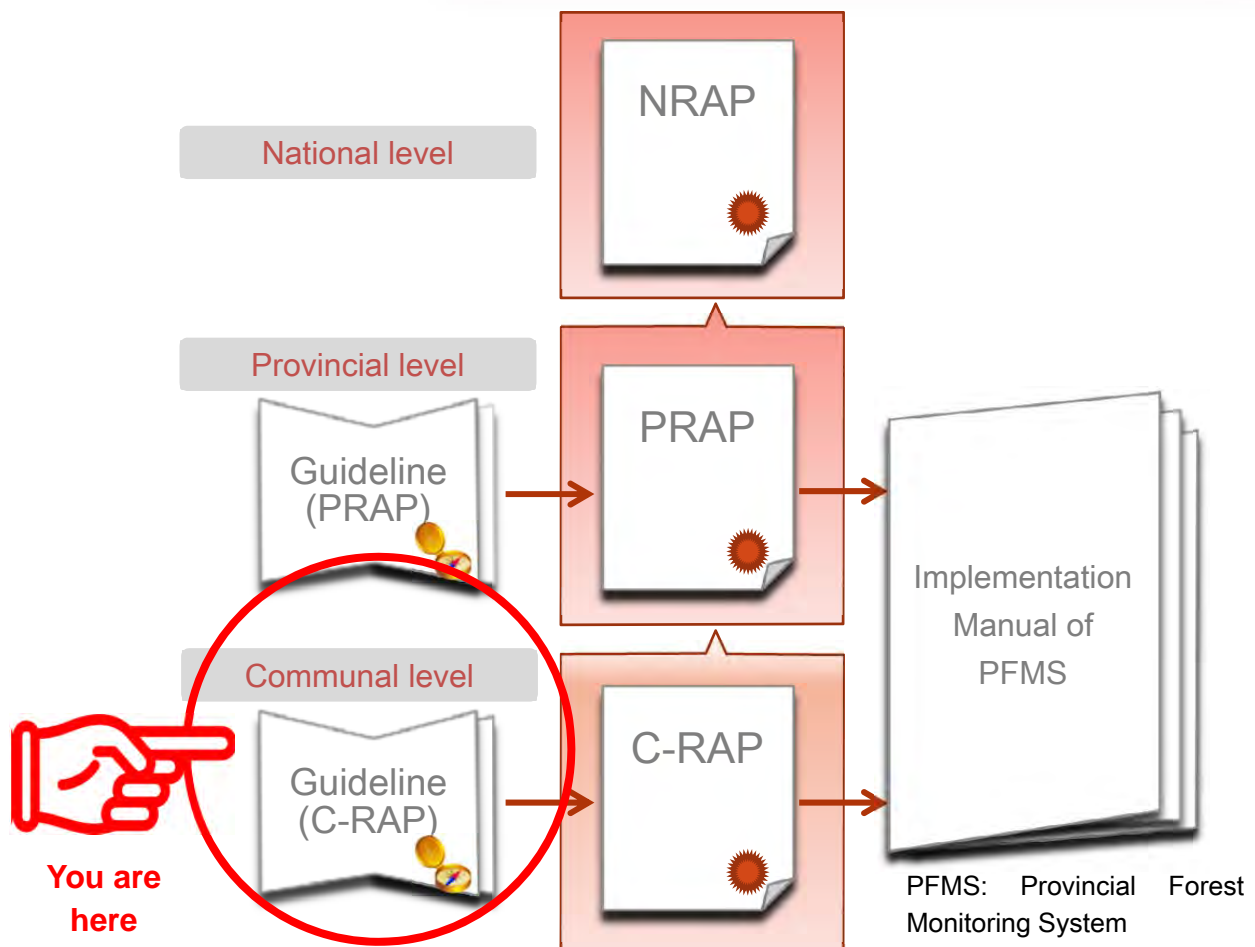 NRAP
National level
Provincial level
PRAP
Guideline
(PRAP)
Implementation
Manual of
PFMS
Communal level
C-RAP
Guideline
(C-RAP)
You are
here
PFMS: Provincial Forest
Monitoring System